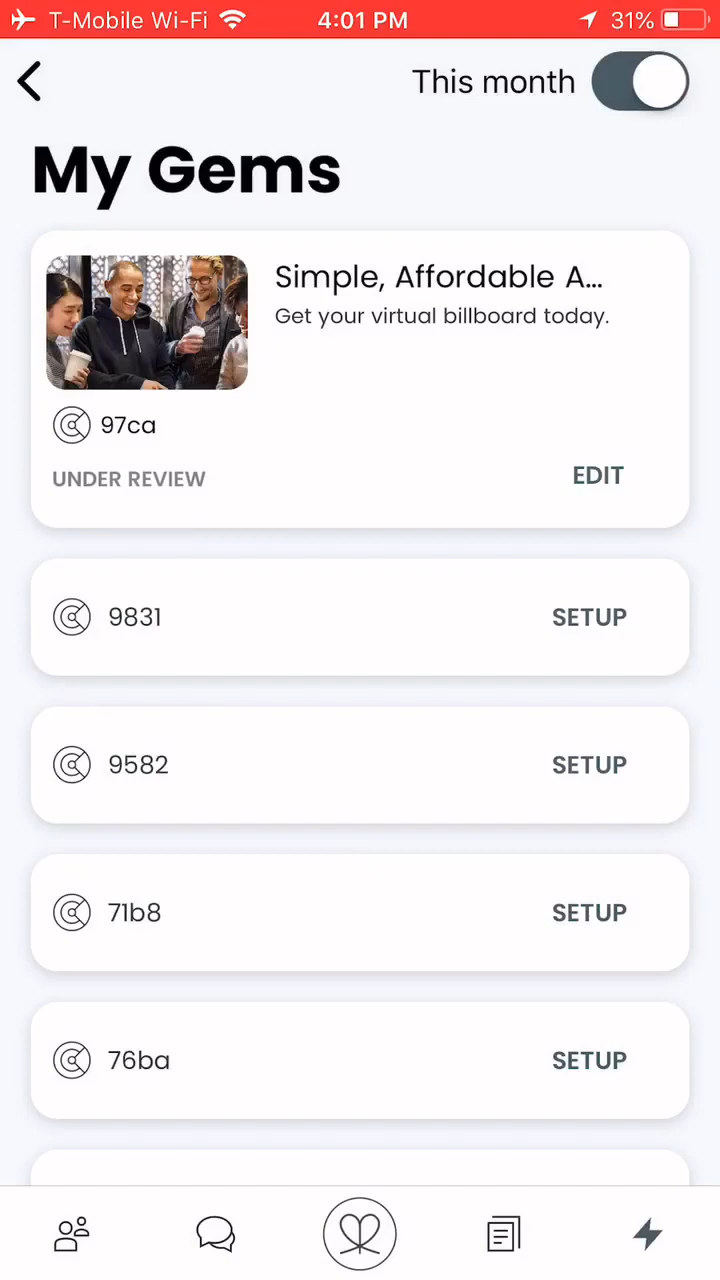 T-Mobile Wi-Fi 4:01 PM 31%
This month
My Gems
Simple, Affordable A...
Get your virtual billboard today.
97ca
UNDER REVIEW EDIT
9831 SETUP
9582 SETUP
71b8 SETUP
76ba SETUP